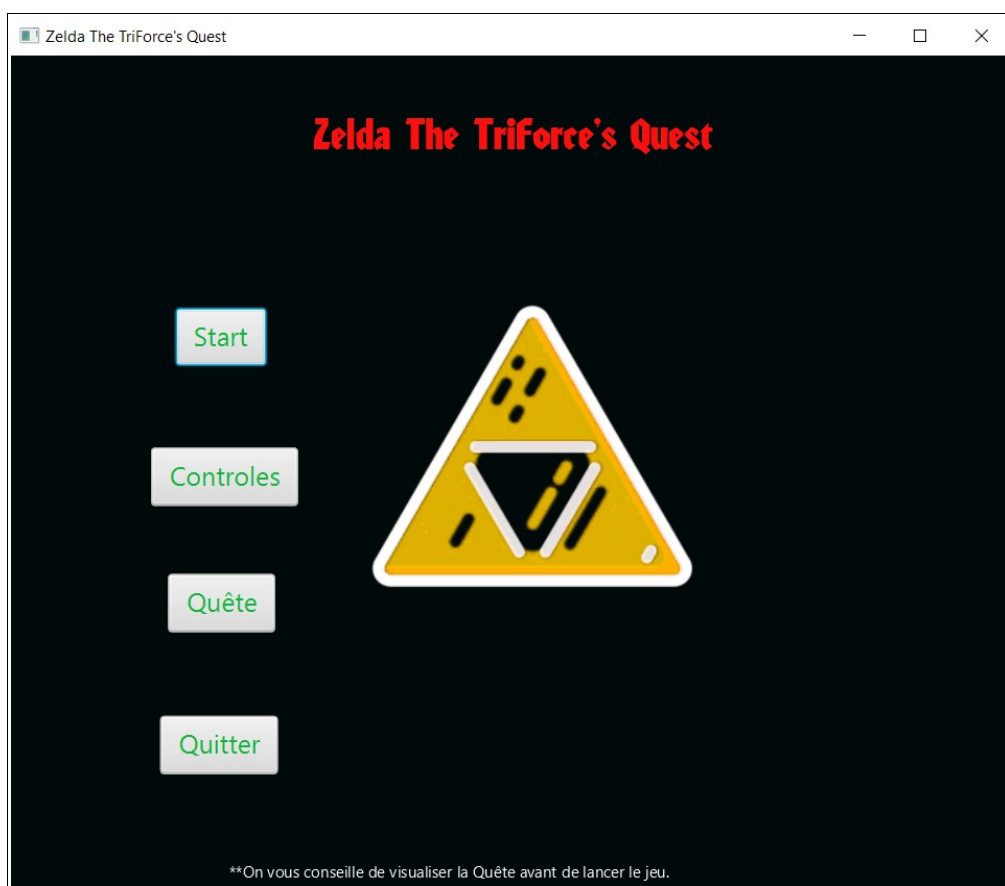 Zelda The TriForce's Quest
Zelda The TriForce's Quest
Start
Controles
Quête
Quitter
**On vous conseille de visualiser la Quête avant de lancer le jeu.